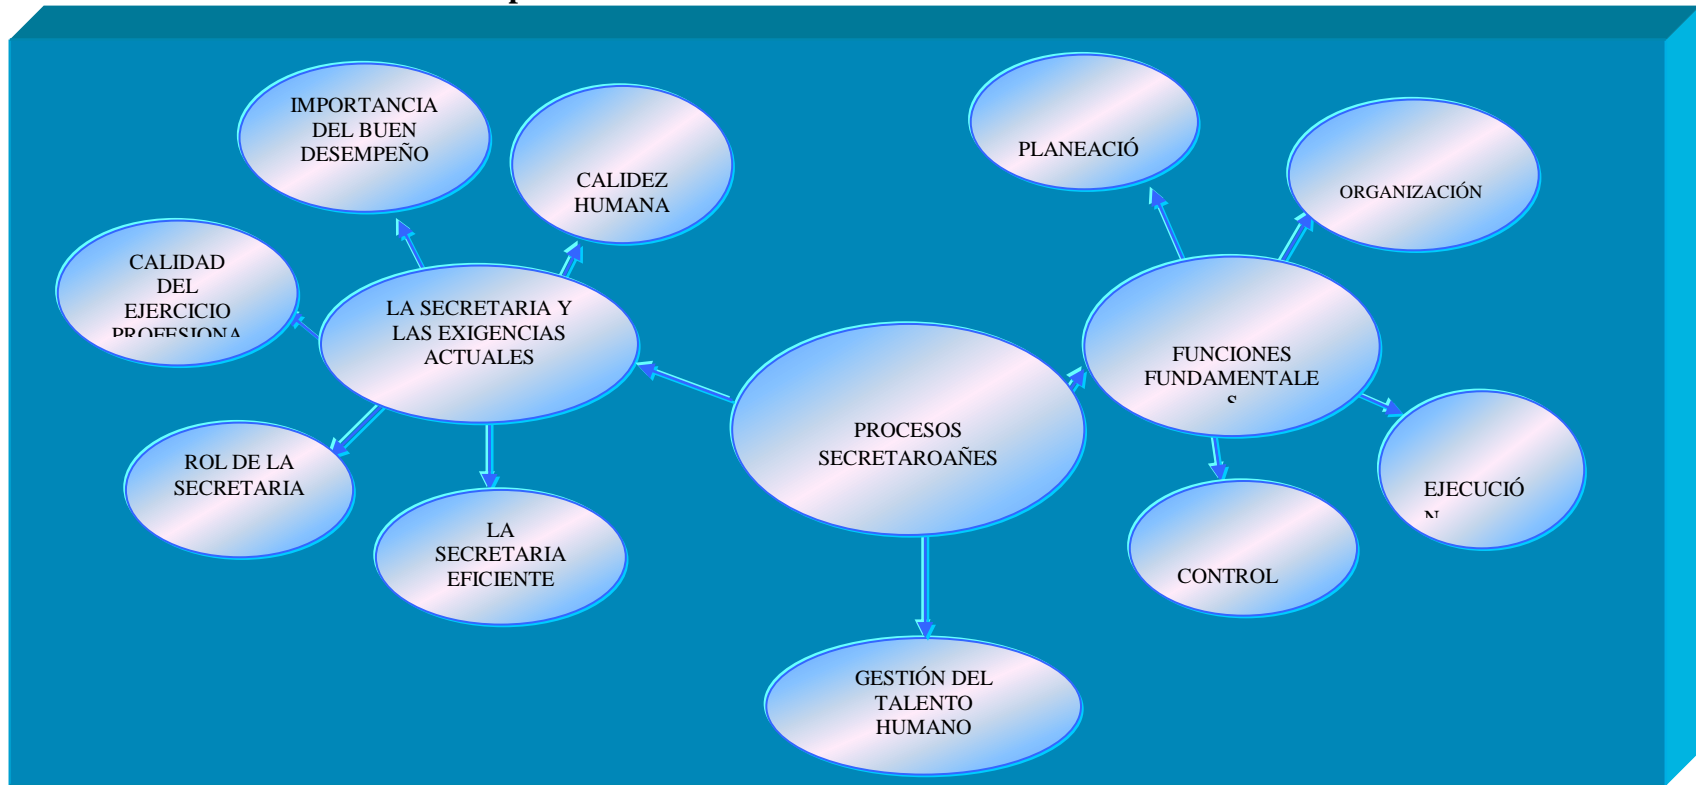 IMPORTANCIA
DEL BUEN
DESEMPEÑO
CALIDEZ
HUMANA
CALIDAD
DEL
EJERCICIO
PROFESIONA
LA SECRETARIA Y
LAS EXIGENCIAS
ACTUALES
ROL DE LA
SECRETARIA
LA
SECRETARIA
EFICIENTE
PROCESOS
SECRETAROAÑES
GESTIÓN DEL
TALENTO
HUMANO
PLANEACIÓ
ORGANIZACIÓN
FUNCIONES
FUNDAMENTALE
S
EJECUCIÓ
N
CONTROL